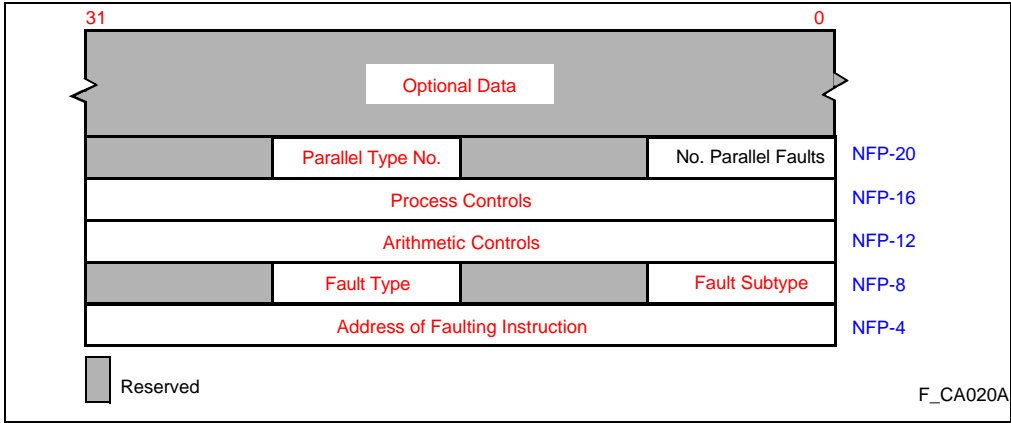 31 0
Optional Data
Parallel Type No. No. Parallel Faults NFP-20
Process Controls NFP-16
Arithmetic Controls NFP-12
Fault Type Fault Subtype NFP-8
Address of Faulting Instruction NFP-4
Reserved
F_CA020A